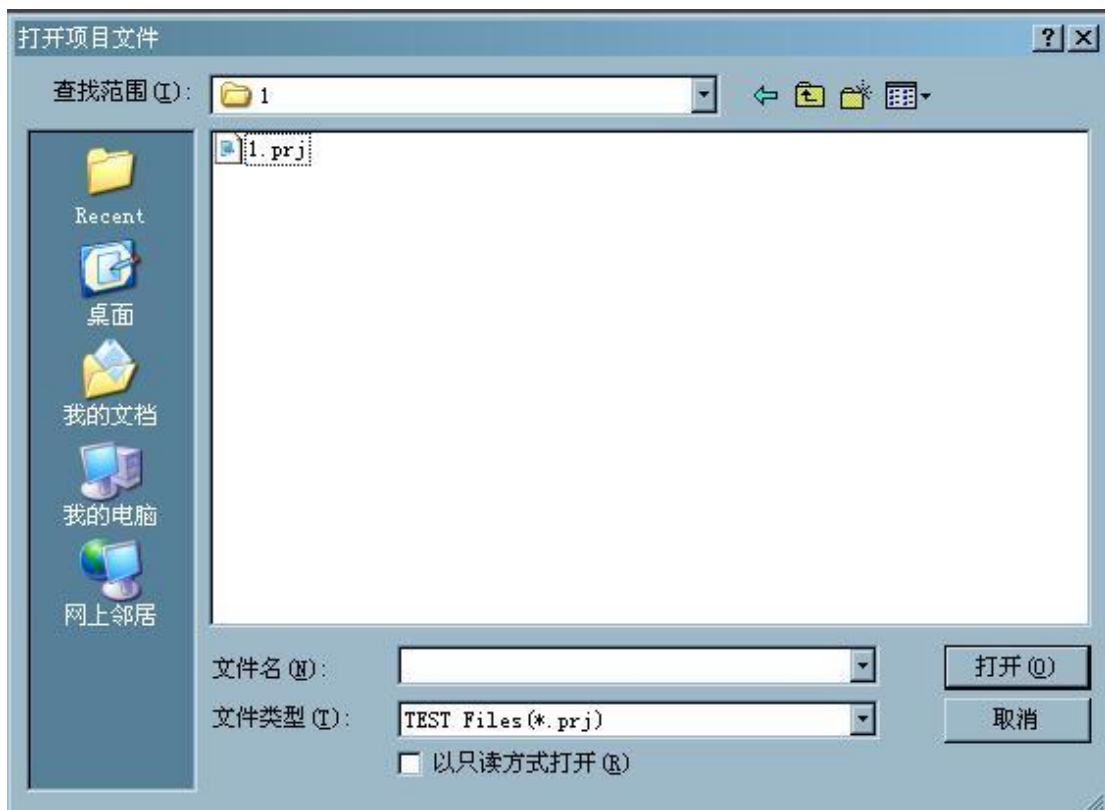 打开项目文件
查找范围(I):
1
1.prj
Recent
桌面
我的文档
我的电脑
网上邻居
文件名(N):
打开(O)
文件类型(T):
TEST Files(*.prj)
取消
以只读方式打开(R)